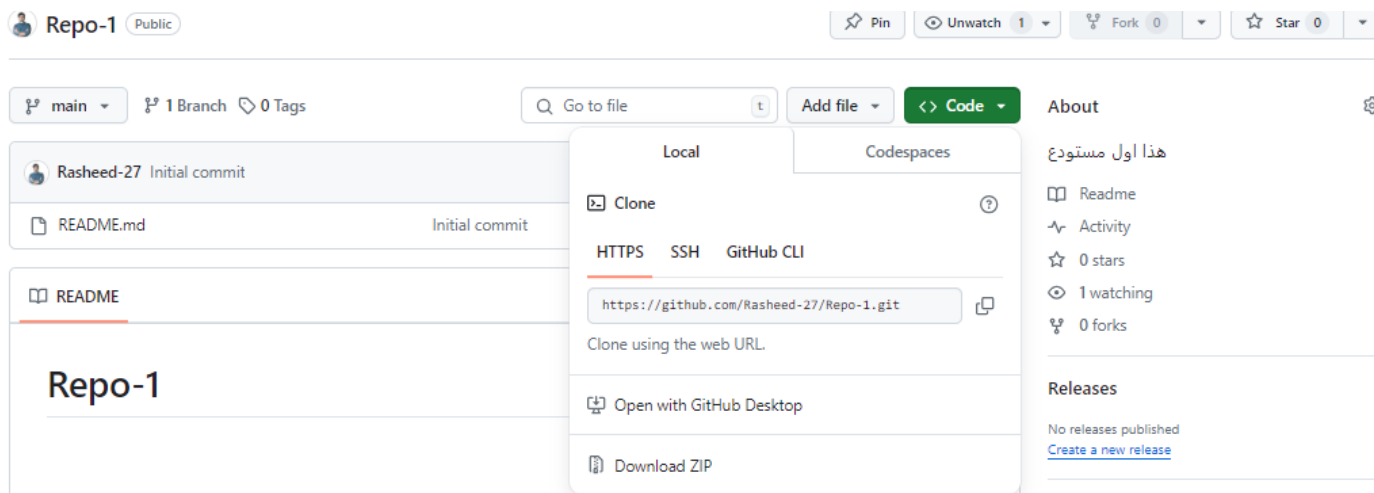 Repo-1 Public
Pin
Unwatch 1
Fork 0
Star 0
main
1 Branch
0 Tags
Go to file
t
Add file
Code
Rasheed-27 Initial commit
README.md Initial commit
README
Repo-1
Local
Codespaces
Clone
HTTPS SSH GitHub CLI
https://github.com/Rasheed-27/Repo-1.git
Clone using the web URL.
Open with GitHub Desktop
Download ZIP
About
هذا اول مستودع
Readme
Activity
0 stars
1 watching
0 forks
Releases
No releases published
Create a new release